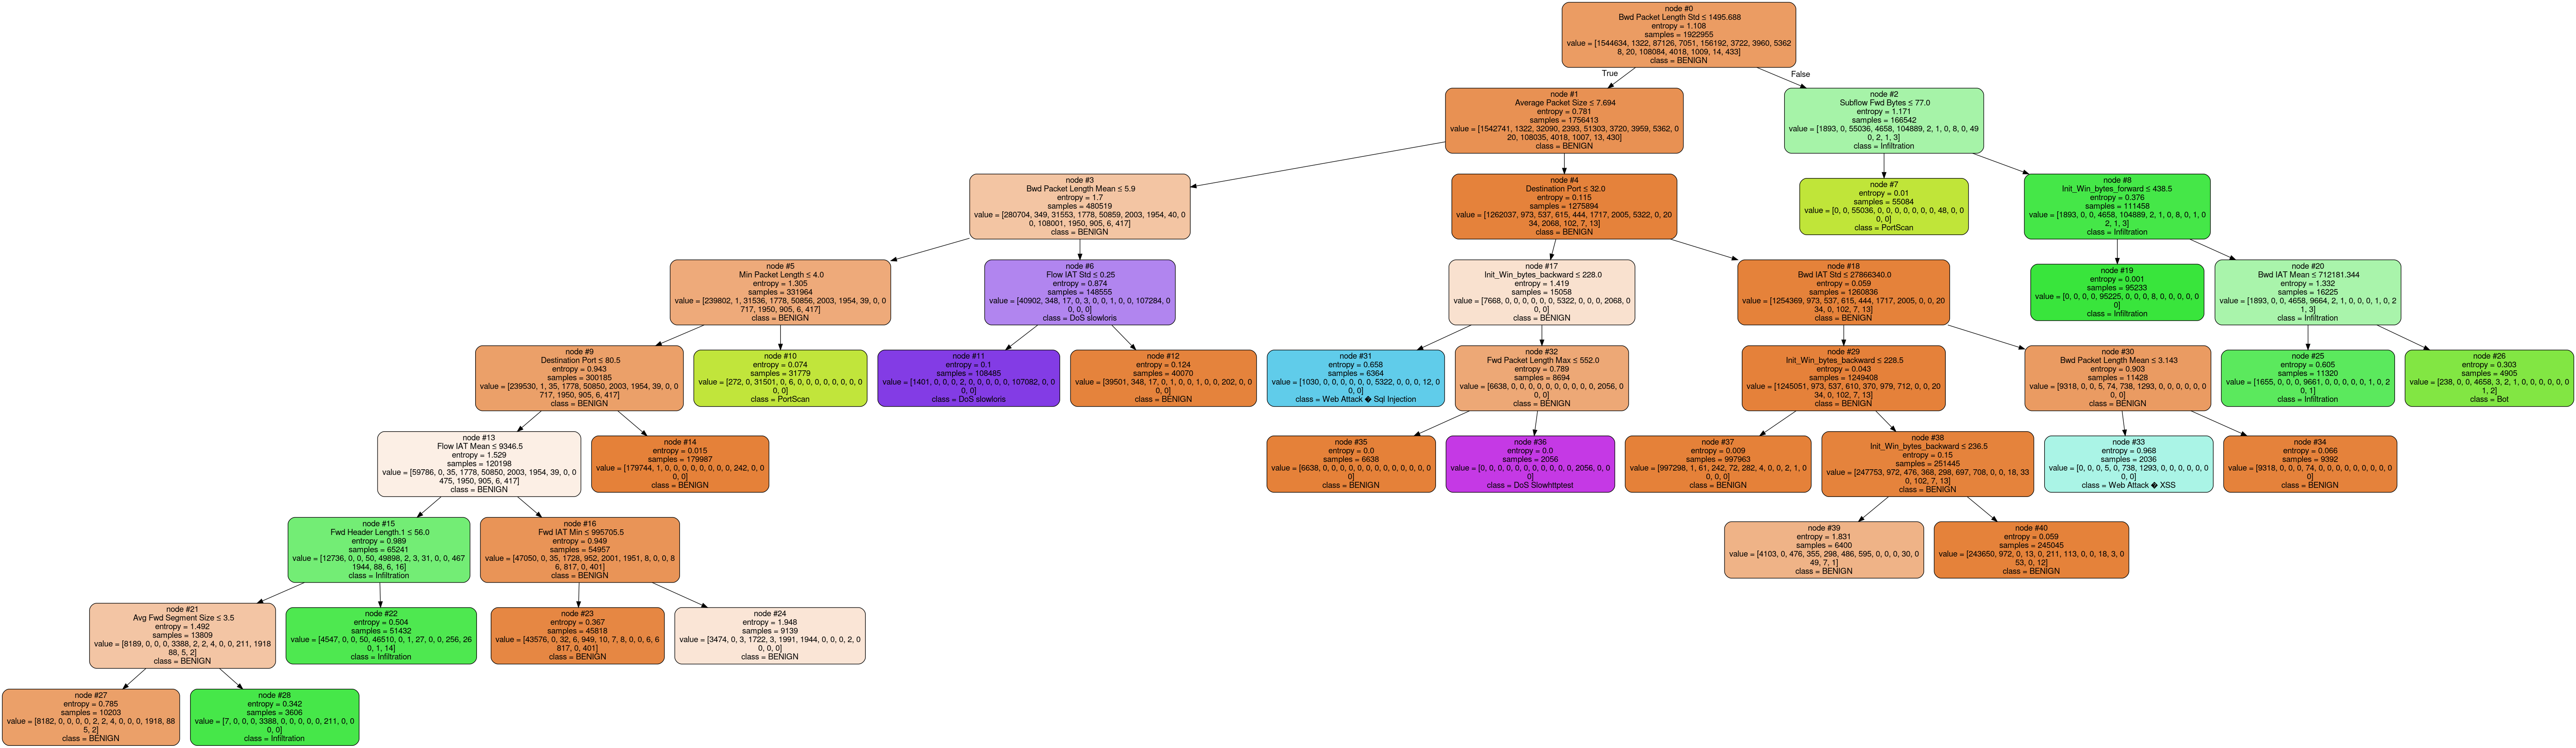 node #0
Bwd Packet Length Std ≤ 1495.688
entropy = 1.108
samples = 1922955
value = [1544634, 1322, 87126, 7051, 156192, 3722, 3960, 5362
8, 20, 108084, 4018, 1009, 14, 433]
class = BENIGN
True
False
node #1
Average Packet Size ≤ 7.694
entropy = 0.781
samples = 1756413
value = [1542741, 1322, 32090, 2393, 51303, 3720, 3959, 5362, 0
20, 108035, 4018, 1007, 13, 430]
class = BENIGN
node #2
Subflow Fwd Bytes ≤ 77.0
entropy = 1.171
samples = 166542
value = [1893, 0, 55036, 4658, 104889, 2, 1, 0, 8, 0, 49
0, 2, 1, 3]
class = Infiltration
node #3
Bwd Packet Length Mean ≤ 5.9
entropy = 1.7
samples = 480519
value = [280704, 349, 31553, 1778, 50859, 2003, 1954, 40, 0
0, 108001, 1950, 905, 6, 417]
class = BENIGN
node #4
Destination Port ≤ 32.0
entropy = 0.115
samples = 1275894
value = [1262037, 973, 537, 615, 444, 1717, 2005, 5322, 0, 20
34, 2068, 102, 7, 13]
class = BENIGN
node #7
entropy = 0.01
samples = 55084
value = [0, 0, 55036, 0, 0, 0, 0, 0, 0, 0, 48, 0, 0
0, 0]
class = PortScan
node #8
Init_Win_bytes_forward ≤ 438.5
entropy = 0.376
samples = 111458
value = [1893, 0, 0, 4658, 104889, 2, 1, 0, 8, 0, 1, 0
2, 1, 3]
class = Infiltration
node #5
Min Packet Length ≤ 4.0
entropy = 1.305
samples = 331964
value = [239802, 1, 31536, 1778, 50856, 2003, 1954, 39, 0, 0
717, 1950, 905, 6, 417]
class = BENIGN
node #6
Flow IAT Std ≤ 0.25
entropy = 0.874
samples = 148555
value = [40902, 348, 17, 0, 3, 0, 0, 1, 0, 0, 107284, 0
0, 0, 0]
class = DoS slowloris
node #17
Init_Win_bytes_backward ≤ 228.0
entropy = 1.419
samples = 15058
value = [7668, 0, 0, 0, 0, 0, 0, 5322, 0, 0, 0, 2068, 0
0, 0]
class = BENIGN
node #18
Bwd IAT Std ≤ 27866340.0
entropy = 0.059
samples = 1260836
value = [1254369, 973, 537, 615, 444, 1717, 2005, 0, 0, 20
34, 0, 102, 7, 13]
class = BENIGN
node #19
entropy = 0.001
samples = 95233
value = [0, 0, 0, 0, 95225, 0, 0, 0, 8, 0, 0, 0, 0, 0
0]
class = Infiltration
node #20
Bwd IAT Mean ≤ 712181.344
entropy = 1.332
samples = 16225
value = [1893, 0, 0, 4658, 9664, 2, 1, 0, 0, 0, 1, 0, 2
1, 3]
class = Infiltration
node #9
Destination Port ≤ 80.5
entropy = 0.943
samples = 300185
value = [239530, 1, 35, 1778, 50850, 2003, 1954, 39, 0, 0
717, 1950, 905, 6, 417]
class = BENIGN
node #10
entropy = 0.074
samples = 31779
value = [272, 0, 31501, 0, 6, 0, 0, 0, 0, 0, 0, 0, 0
0, 0]
class = PortScan
node #11
entropy = 0.1
samples = 108485
value = [1401, 0, 0, 0, 2, 0, 0, 0, 0, 0, 107082, 0, 0
0, 0]
class = DoS slowloris
node #12
entropy = 0.124
samples = 40070
value = [39501, 348, 17, 0, 1, 0, 0, 1, 0, 0, 202, 0, 0
0, 0]
class = BENIGN
node #31
entropy = 0.658
samples = 6364
value = [1030, 0, 0, 0, 0, 0, 0, 5322, 0, 0, 0, 12, 0
0, 0]
class = Web Attack � Sql Injection
node #32
Fwd Packet Length Max ≤ 552.0
entropy = 0.789
samples = 8694
value = [6638, 0, 0, 0, 0, 0, 0, 0, 0, 0, 0, 2056, 0
0, 0]
class = BENIGN
node #29
Init_Win_bytes_backward ≤ 228.5
entropy = 0.043
samples = 1249408
value = [1245051, 973, 537, 610, 370, 979, 712, 0, 0, 20
34, 0, 102, 7, 13]
class = BENIGN
node #30
Bwd Packet Length Mean ≤ 3.143
entropy = 0.903
samples = 11428
value = [9318, 0, 0, 5, 74, 738, 1293, 0, 0, 0, 0, 0, 0
0, 0]
class = BENIGN
node #25
entropy = 0.605
samples = 11320
value = [1655, 0, 0, 0, 9661, 0, 0, 0, 0, 0, 1, 0, 2
0, 1]
class = Infiltration
node #26
entropy = 0.303
samples = 4905
value = [238, 0, 0, 4658, 3, 2, 1, 0, 0, 0, 0, 0, 0
1, 2]
class = Bot
node #13
Flow IAT Mean ≤ 9346.5
entropy = 1.529
samples = 120198
value = [59786, 0, 35, 1778, 50850, 2003, 1954, 39, 0, 0
475, 1950, 905, 6, 417]
class = BENIGN
node #14
entropy = 0.015
samples = 179987
value = [179744, 1, 0, 0, 0, 0, 0, 0, 0, 0, 242, 0, 0
0, 0]
class = BENIGN
node #35
entropy = 0.0
samples = 6638
value = [6638, 0, 0, 0, 0, 0, 0, 0, 0, 0, 0, 0, 0, 0
0]
class = BENIGN
node #36
entropy = 0.0
samples = 2056
value = [0, 0, 0, 0, 0, 0, 0, 0, 0, 0, 0, 2056, 0, 0
0]
class = DoS Slowhttptest
node #37
entropy = 0.009
samples = 997963
value = [997298, 1, 61, 242, 72, 282, 4, 0, 0, 2, 1, 0
0, 0, 0]
class = BENIGN
node #38
Init_Win_bytes_backward ≤ 236.5
entropy = 0.15
samples = 251445
value = [247753, 972, 476, 368, 298, 697, 708, 0, 0, 18, 33
0, 102, 7, 13]
class = BENIGN
node #33
entropy = 0.968
samples = 2036
value = [0, 0, 0, 5, 0, 738, 1293, 0, 0, 0, 0, 0, 0
0, 0]
class = Web Attack � XSS
node #34
entropy = 0.066
samples = 9392
value = [9318, 0, 0, 0, 74, 0, 0, 0, 0, 0, 0, 0, 0, 0
0]
class = BENIGN
node #15
Fwd Header Length.1 ≤ 56.0
entropy = 0.989
samples = 65241
value = [12736, 0, 0, 50, 49898, 2, 3, 31, 0, 0, 467
1944, 88, 6, 16]
class = Infiltration
node #16
Fwd IAT Min ≤ 995705.5
entropy = 0.949
samples = 54957
value = [47050, 0, 35, 1728, 952, 2001, 1951, 8, 0, 0, 8
6, 817, 0, 401]
class = BENIGN
node #39
entropy = 1.831
samples = 6400
value = [4103, 0, 476, 355, 298, 486, 595, 0, 0, 0, 30, 0
49, 7, 1]
class = BENIGN
node #40
entropy = 0.059
samples = 245045
value = [243650, 972, 0, 13, 0, 211, 113, 0, 0, 18, 3, 0
53, 0, 12]
class = BENIGN
node #21
Avg Fwd Segment Size ≤ 3.5
entropy = 1.492
samples = 13809
value = [8189, 0, 0, 0, 3388, 2, 2, 4, 0, 0, 211, 1918
88, 5, 2]
class = BENIGN
node #22
entropy = 0.504
samples = 51432
value = [4547, 0, 0, 50, 46510, 0, 1, 27, 0, 0, 256, 26
0, 1, 14]
class = Infiltration
node #23
entropy = 0.367
samples = 45818
value = [43576, 0, 32, 6, 949, 10, 7, 8, 0, 0, 6, 6
817, 0, 401]
class = BENIGN
node #24
entropy = 1.948
samples = 9139
value = [3474, 0, 3, 1722, 3, 1991, 1944, 0, 0, 0, 2, 0
0, 0, 0]
class = BENIGN
node #27
entropy = 0.785
samples = 10203
value = [8182, 0, 0, 0, 0, 2, 2, 4, 0, 0, 0, 1918, 88
5, 2]
class = BENIGN
node #28
entropy = 0.342
samples = 3606
value = [7, 0, 0, 0, 3388, 0, 0, 0, 0, 0, 211, 0, 0
0, 0]
class = Infiltration